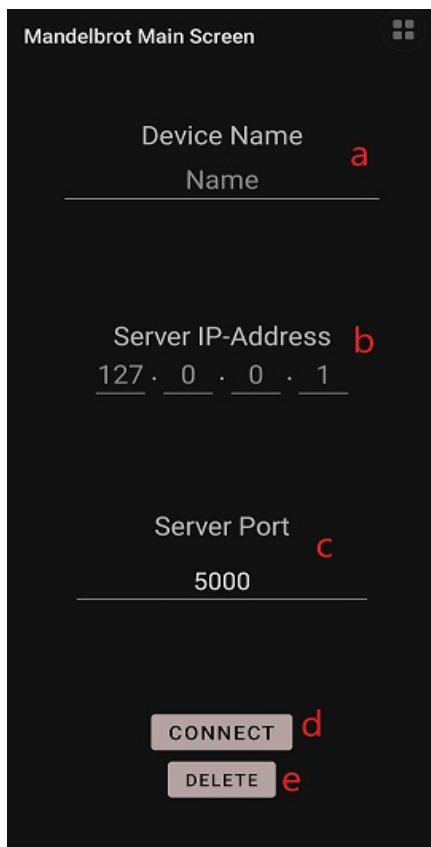 Mandelbrot Main Screen
Device Name
a
Name
Server IP-Address
b
127 . 0 . 0 . 1
Server Port
c
5000
CONNECT d
DELETE e